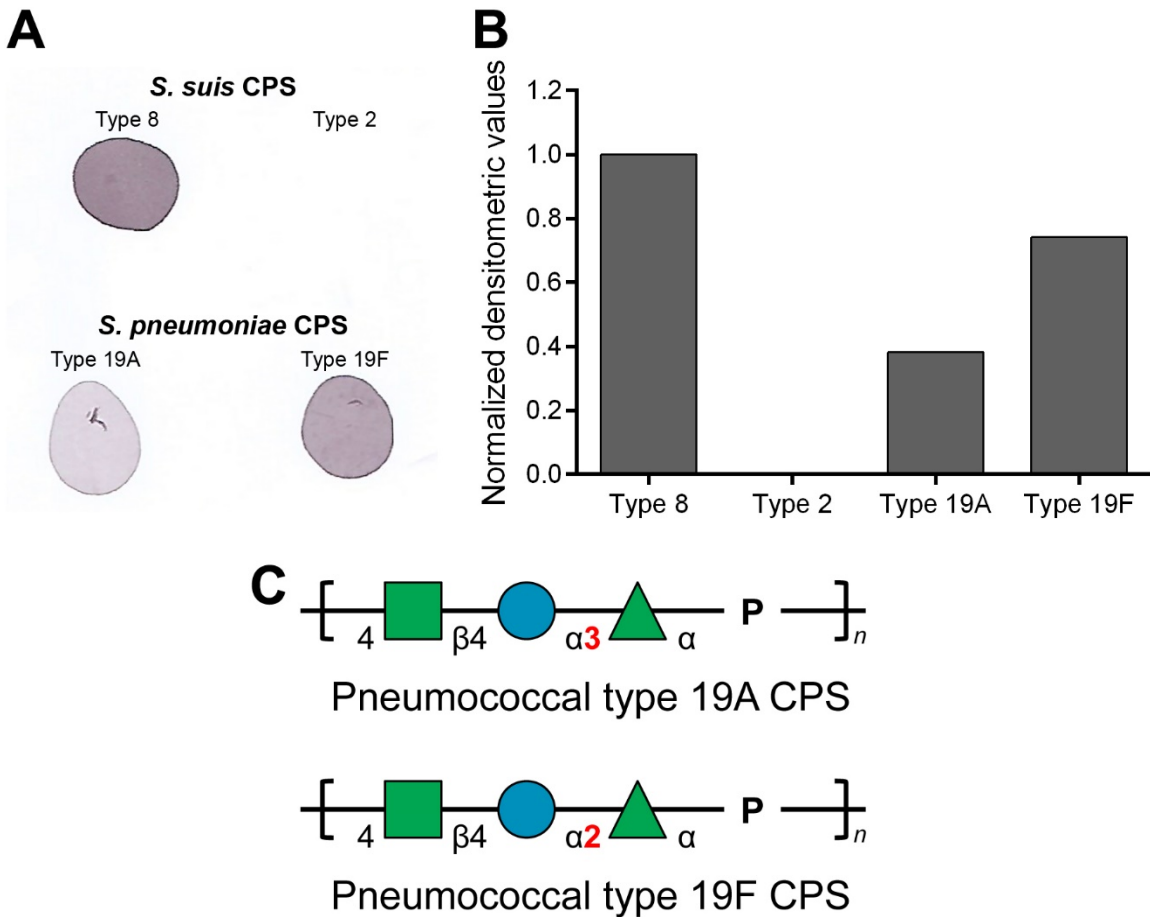 A
S. suis CPS
Type 8 Type 2
S. pneumoniae CPS
Type 19A Type 19F
B
Normalized densitometric values
1.2
1.0
0.8
0.6
0.4
0.2
0.0
Type 8 Type 2 Type 19A Type 19F
C
[ 4 β4 α3 α P ]n
Pneumococcal type 19A CPS
[ 4 β4 α2 α P ]n
Pneumococcal type 19F CPS